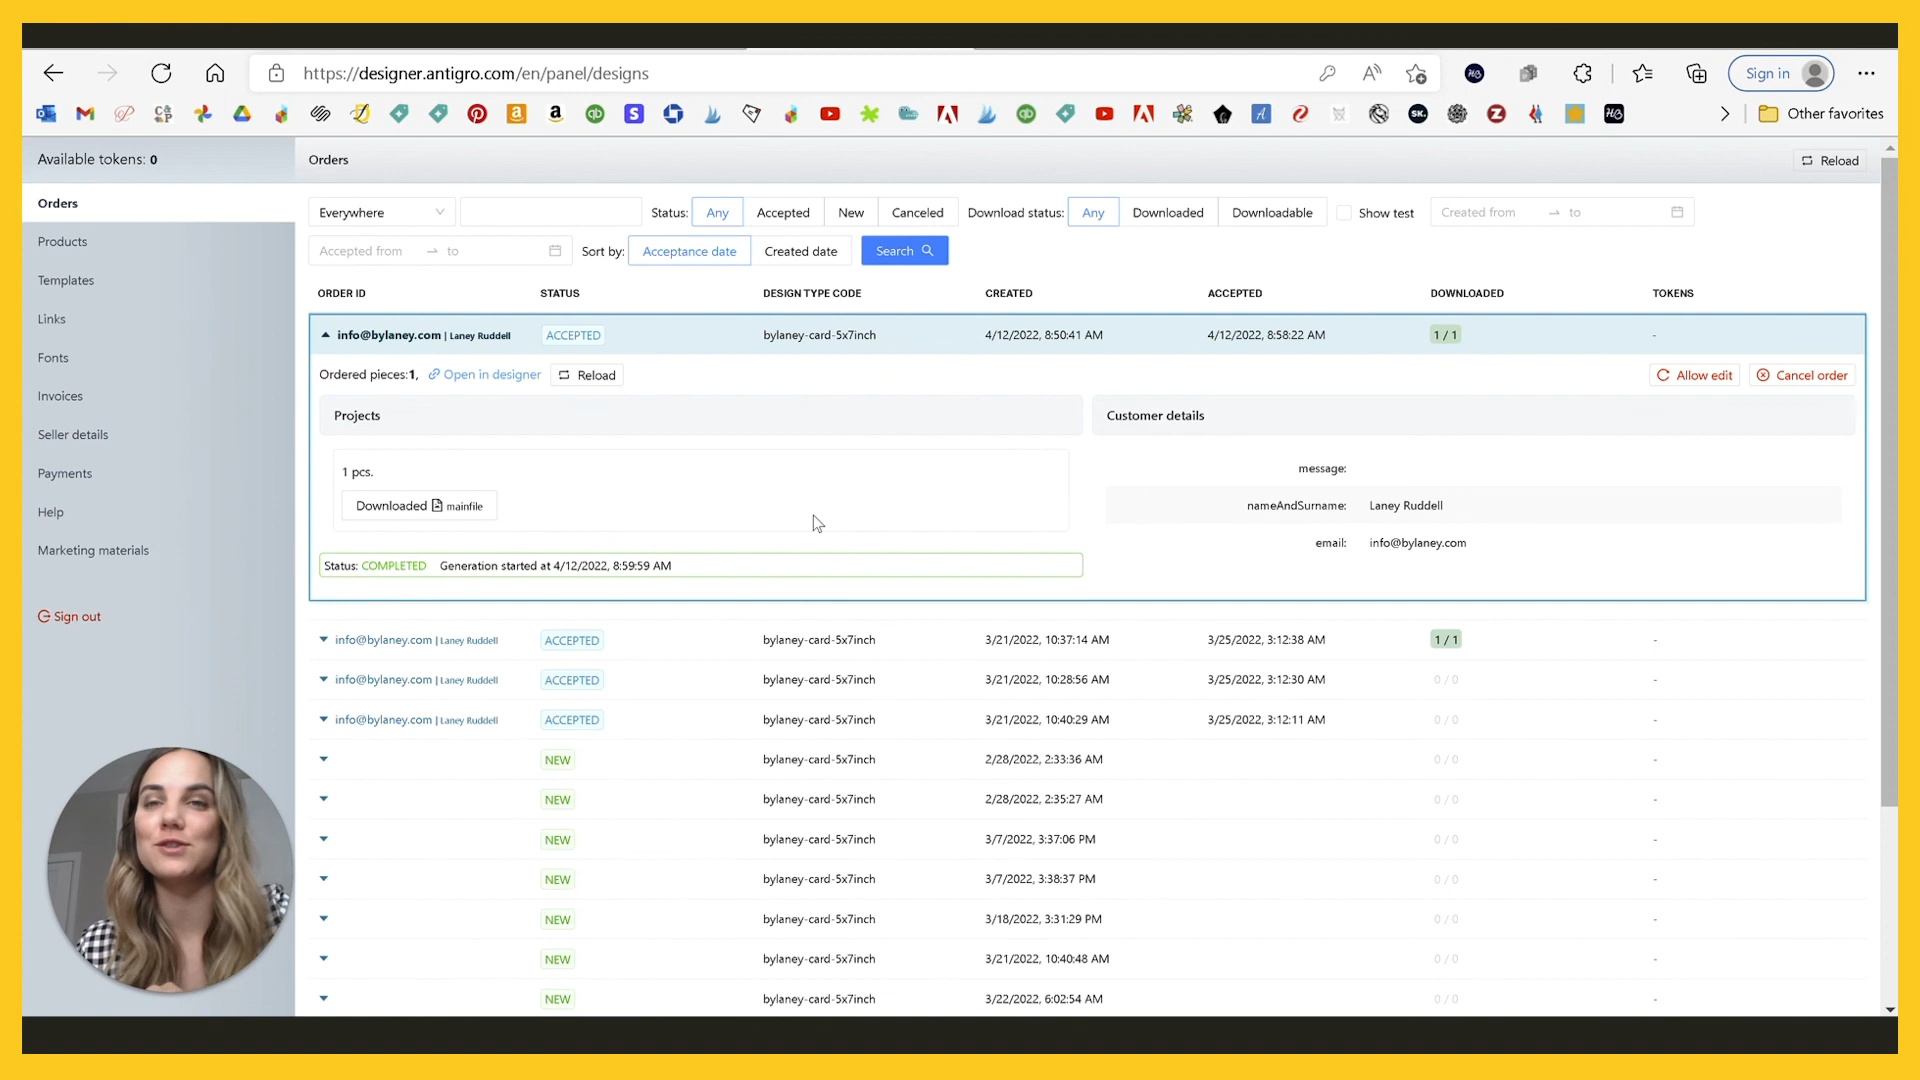 https://designer.antigro.com/en/panel/designs
Sign in
Other favorites
Available tokens: 0
Orders
Products
Templates
Links
Fonts
Invoices
Seller details
Payments
Help
Marketing materials
Sign out
Orders
Reload
Everywhere
Status: Any Accepted New Canceled
Download status: Any Downloaded Downloadable
Show test
Created from → to
Accepted from → to
Sort by: Acceptance date Created date
Search
ORDER ID STATUS DESIGN TYPE CODE CREATED ACCEPTED DOWNLOADED TOKENS
info@bylaney.com | Laney Ruddell ACCEPTED bylaney-card-5x7inch 4/12/2022, 8:50:41 AM 4/12/2022, 8:58:22 AM 1 / 1 -
Ordered pieces:1, Open in designer Reload Allow edit Cancel order
Projects
1 pcs.
Downloaded mainfile
Status: COMPLETED Generation started at 4/12/2022, 8:59:59 AM
Customer details
message:
nameAndSurname: Laney Ruddell
email: info@bylaney.com
info@bylaney.com | Laney Ruddell ACCEPTED bylaney-card-5x7inch 3/21/2022, 10:37:14 AM 3/25/2022, 3:12:38 AM 1 / 1 -
info@bylaney.com | Laney Ruddell ACCEPTED bylaney-card-5x7inch 3/21/2022, 10:28:56 AM 3/25/2022, 3:12:30 AM 0 / 0 -
info@bylaney.com | Laney Ruddell ACCEPTED bylaney-card-5x7inch 3/21/2022, 10:40:29 AM 3/25/2022, 3:12:11 AM 0 / 0 -
NEW bylaney-card-5x7inch 2/28/2022, 2:33:36 AM 0 / 0 -
NEW bylaney-card-5x7inch 2/28/2022, 2:35:27 AM 0 / 0 -
NEW bylaney-card-5x7inch 3/7/2022, 3:37:06 PM 0 / 0 -
NEW bylaney-card-5x7inch 3/7/2022, 3:38:37 PM 0 / 0 -
NEW bylaney-card-5x7inch 3/18/2022, 3:31:29 PM 0 / 0 -
NEW bylaney-card-5x7inch 3/21/2022, 10:40:48 AM 0 / 0 -
NEW bylaney-card-5x7inch 3/22/2022, 6:02:54 AM 0 / 0 -